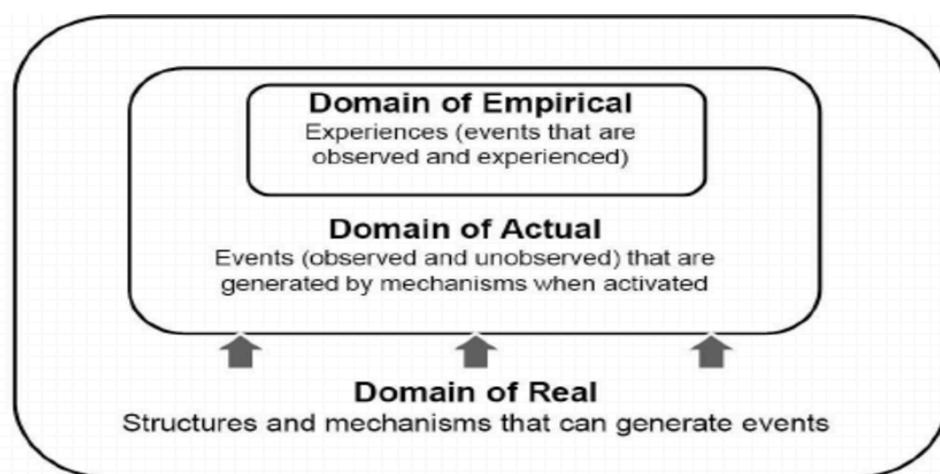 Domain of Empirical
Experiences (events that are
observed and experienced)
Domain of Actual
Events (observed and unobserved) that are
generated by mechanisms when activated
Domain of Real
Structures and mechanisms that can generate events